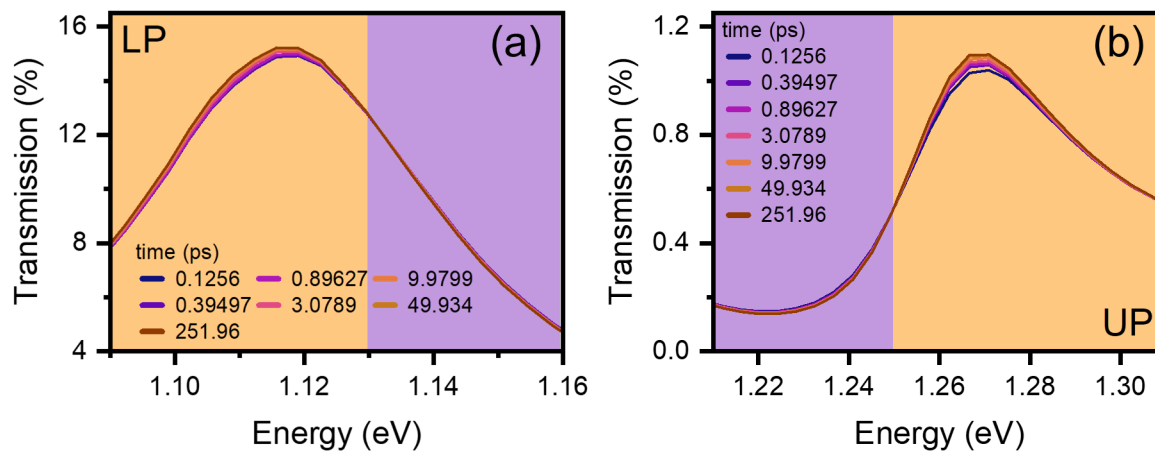 LP
(a)
16
12
8
4
Transmission (%)
time (ps)
0.1256 0.89627 9.9799
0.39497 3.0789 49.934
251.96
1.10 1.12 1.14 1.16
Energy (eV)
(b)
1.2
0.8
0.4
0.0
Transmission (%)
time (ps)
0.1256
0.39497
0.89627
3.0789
9.9799
49.934
251.96
UP
1.22 1.24 1.26 1.28 1.30
Energy (eV)